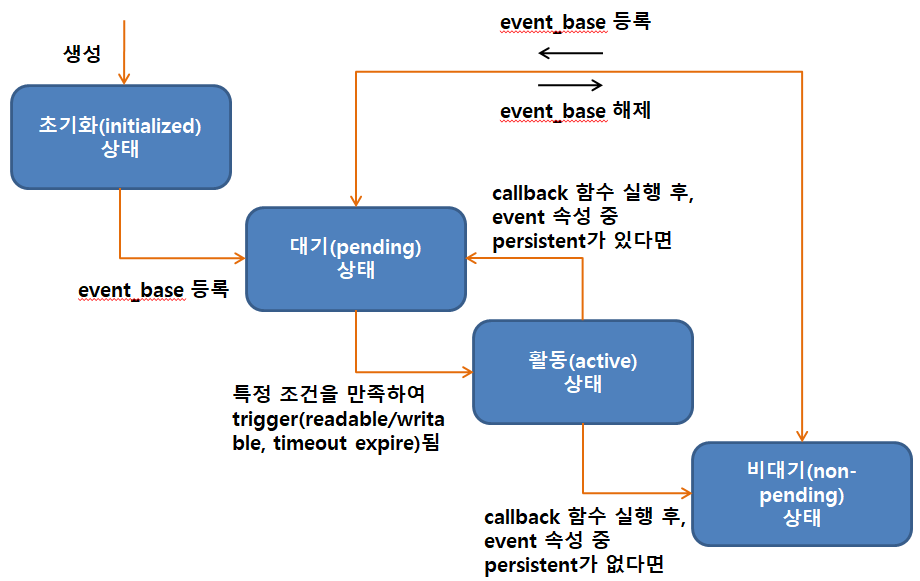 event_base 등록
생성
event_base 해제
초기화(initialized)
상태
callback 함수 실행 후,
event 속성 중
persistent가 있다면
대기(pending)
상태
event_base 등록
활동(active)
상태
특정 조건을 만족하여
trigger(readable/writa
ble, timeout expire)됨
비대기(non-
pending)
상태
callback 함수 실행 후,
event 속성 중
persistent가 없다면